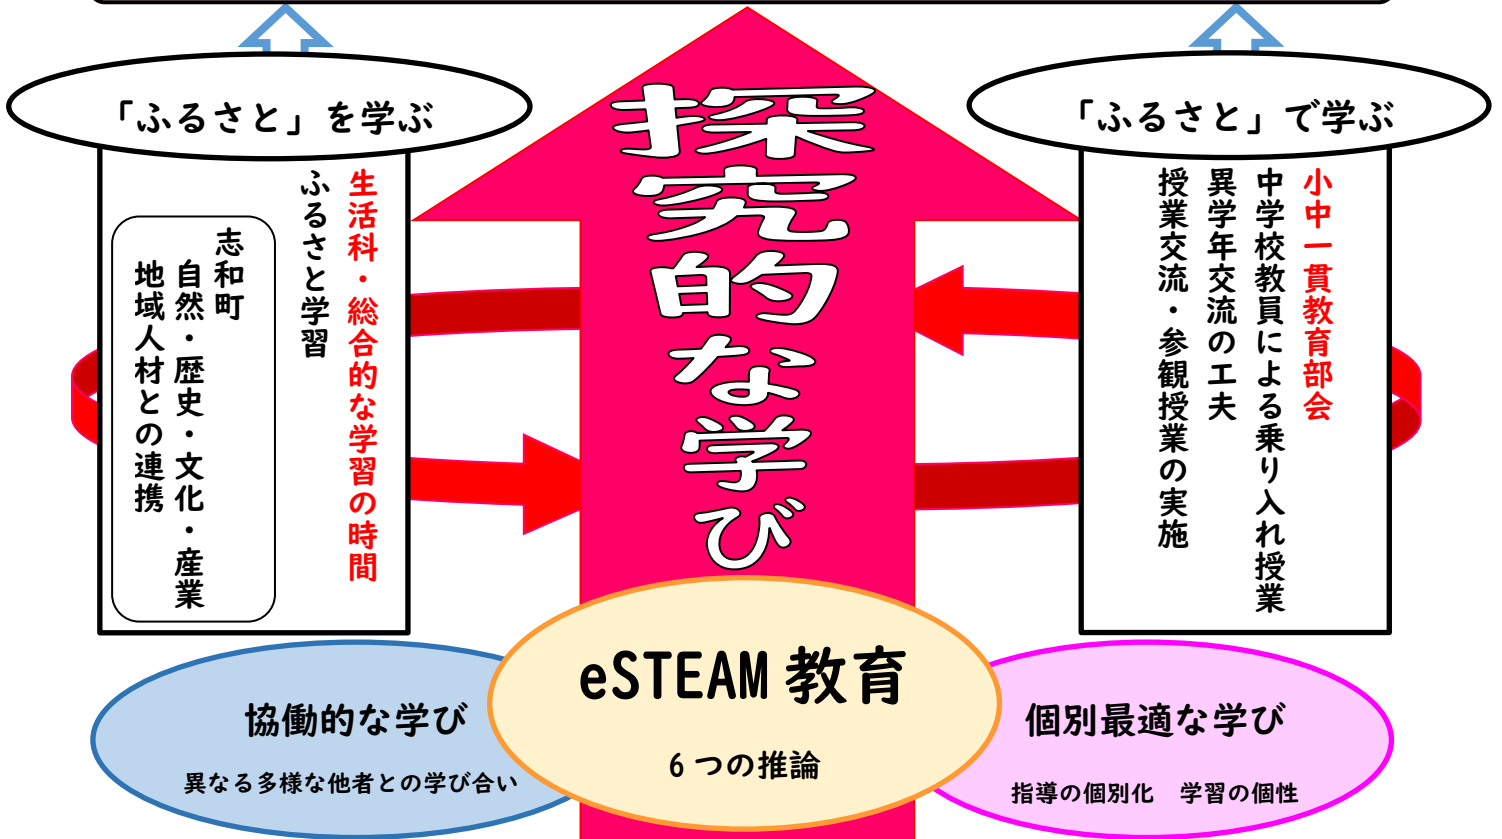 「ふるさと」を学ぶ
生活科・総合的な学習の時間
ふるさと学習
志和町
自然・歴史・文化・産業
地域人材との連携
探究的な学び
「ふるさと」で学ぶ
小中一貫教育部会
中学校教員による乗り入れ授業
異学年交流の工夫
授業交流・参観授業の実施
協働的な学び
異なる多様な他者との学び合い
eSTEAM 教育
6つの推論
個別最適な学び
指導の個別化　学習の個性